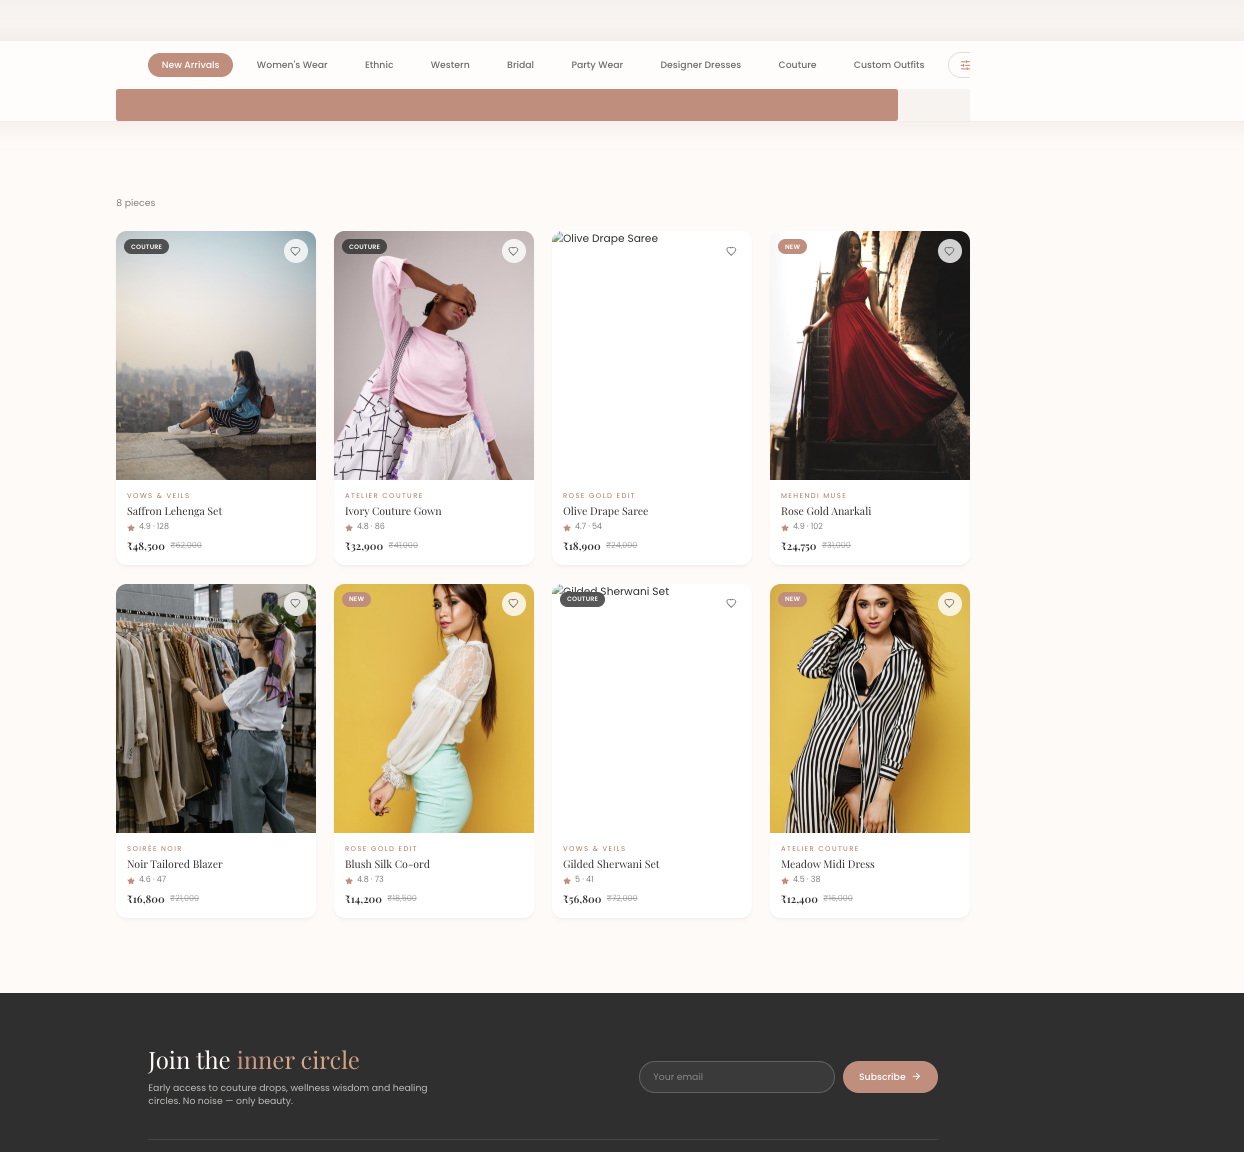 New Arrivals Women's Wear Ethnic Western Bridal Party Wear Designer Dresses Couture Custom Outfits
8 pieces
COUTURE
COUTURE
Olive Drape Saree
NEW
VOWS & VEILS
Saffron Lehenga Set
4.9 · 128
₹48,500 ₹62,000
ATELIER COUTURE
Ivory Couture Gown
4.8 · 86
₹32,900 ₹41,000
ROSE GOLD EDIT
Olive Drape Saree
4.7 · 54
₹18,900 ₹24,000
MEHENDI MUSE
Rose Gold Anarkali
4.9 · 102
₹24,750 ₹31,000
NEW
Gilded Sherwani Set
COUTURE
NEW
SOIRÉE NOIR
Noir Tailored Blazer
4.6 · 47
₹16,800 ₹21,000
ROSE GOLD EDIT
Blush Silk Co-ord
4.8 · 73
₹14,200 ₹18,500
VOWS & VEILS
Gilded Sherwani Set
5 · 41
₹56,800 ₹72,000
ATELIER COUTURE
Meadow Midi Dress
4.5 · 38
₹12,400 ₹16,000
Join the inner circle
Early access to couture drops, wellness wisdom and healing
circles. No noise — only beauty.
Your email
Subscribe